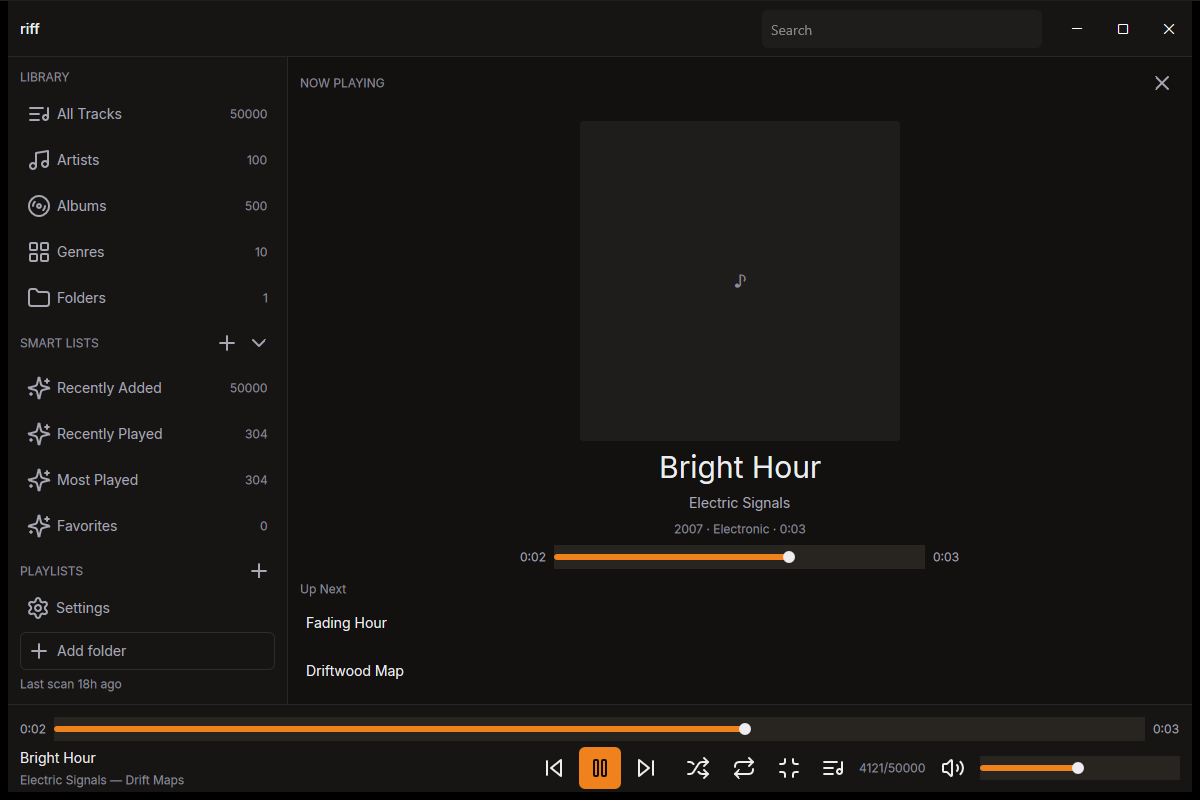 riff
Search
LIBRARY
All Tracks 50000
Artists 100
Albums 500
Genres 10
Folders 1
SMART LISTS
Recently Added 50000
Recently Played 304
Most Played 304
Favorites 0
PLAYLISTS
Settings
Add folder
Last scan 18h ago
NOW PLAYING
Bright Hour
Electric Signals
2007 · Electronic · 0:03
0:02 0:03
Up Next
Fading Hour
Driftwood Map
0:02 0:03
Bright Hour
Electric Signals — Drift Maps
4121/50000